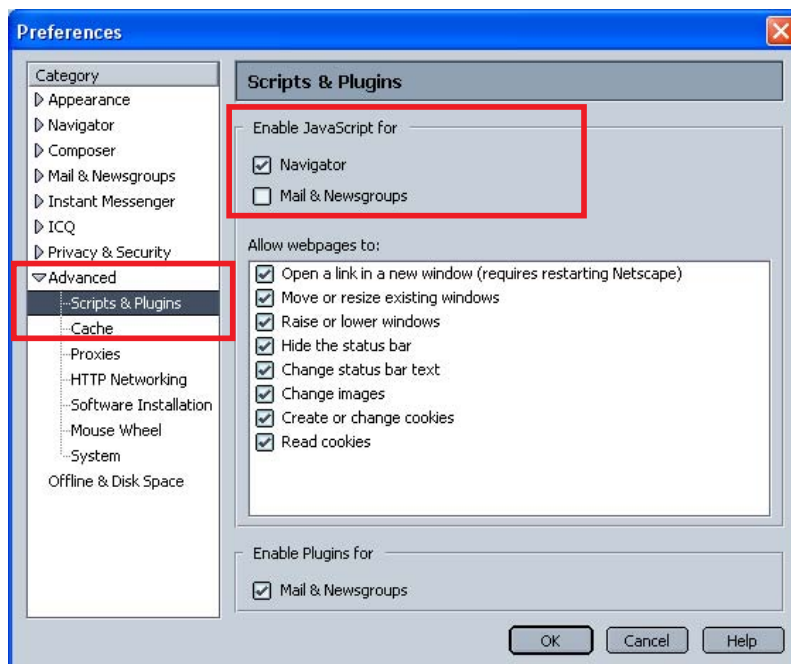 Preferences
Category
Appearance
Navigator
Composer
Mail & Newsgroups
Instant Messenger
ICQ
Privacy & Security
Advanced
Scripts & Plugins
Cache
Proxies
HTTP Networking
Software Installation
Mouse Wheel
System
Offline & Disk Space
Scripts & Plugins
Enable JavaScript for
Navigator
Mail & Newsgroups
Allow webpages to:
Open a link in a new window (requires restarting Netscape)
Move or resize existing windows
Raise or lower windows
Hide the status bar
Change status bar text
Change images
Create or change cookies
Read cookies
Enable Plugins for
Mail & Newsgroups
OK Cancel Help